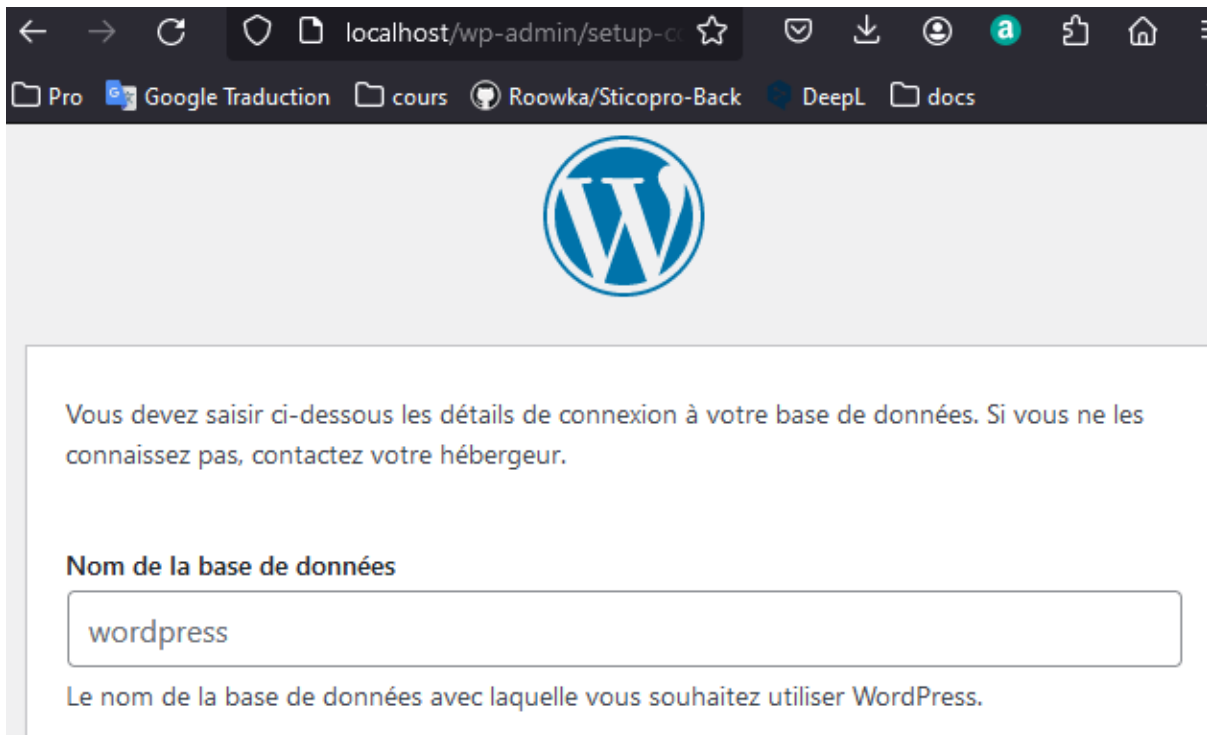 localhost/wp-admin/setup-c
a
Pro Google Traduction cours Roowka/Sticopro-Back DeepL docs
W
Vous devez saisir ci-dessous les détails de connexion à votre base de données. Si vous ne les
connaissez pas, contactez votre hébergeur.
Nom de la base de données
wordpress
Le nom de la base de données avec laquelle vous souhaitez utiliser WordPress.